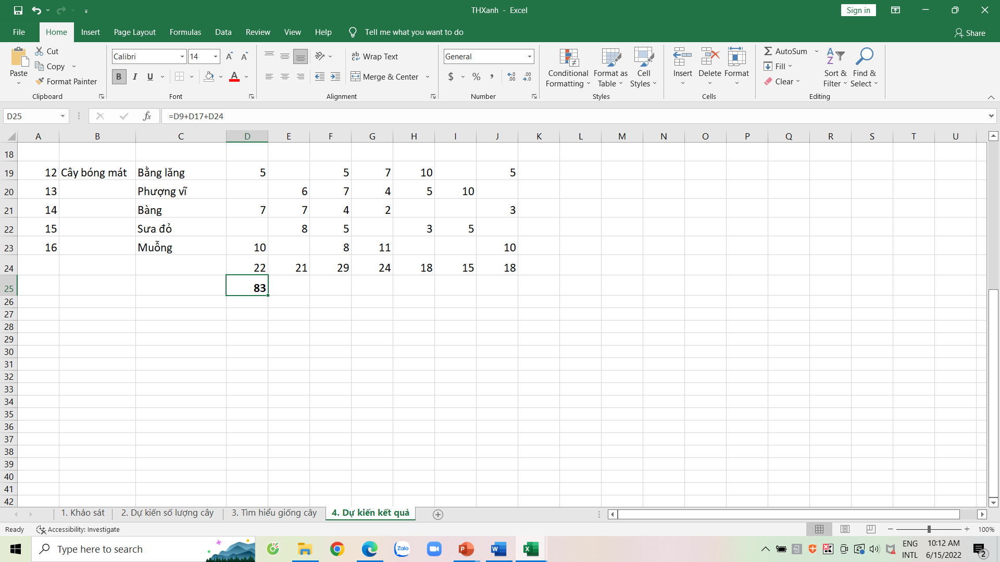 THXanh - Excel
Sign in
File Home Insert Page Layout Formulas Data Review View Help Tell me what you want to do Share
Paste Cut Copy Format Painter Clipboard
Calibri 14 B I U A Font
Wrap Text Merge & Center Alignment
General $ % , Number
Conditional Formatting Format as Table Cell Styles Styles
Insert Delete Format Cells
AutoSum Fill Clear Sort & Filter Find & Select Editing
D25 fx =D9+D17+D24
A B C D E F G H I J K L M N O P Q R S T U
18
19 12 Cây bóng mát Bằng lăng 5 5 7 10 5
20 13 Phượng vĩ 6 7 4 5 10
21 14 Bàng 7 7 4 2 3
22 15 Sưa đỏ 8 5 3 5
23 16 Muỗng 10 8 11 10
24 22 21 29 24 18 15 18
25 83
26
27
28
29
30
31
32
33
34
35
36
37
38
39
40
41
42
1. Khảo sát 2. Dự kiến số lượng cây 3. Tìm hiểu giống cây 4. Dự kiến kết quả
Ready Accessibility: Investigate 100%
Type here to search Zalo ENG 10:12 AM
INTL 6/15/2022 2